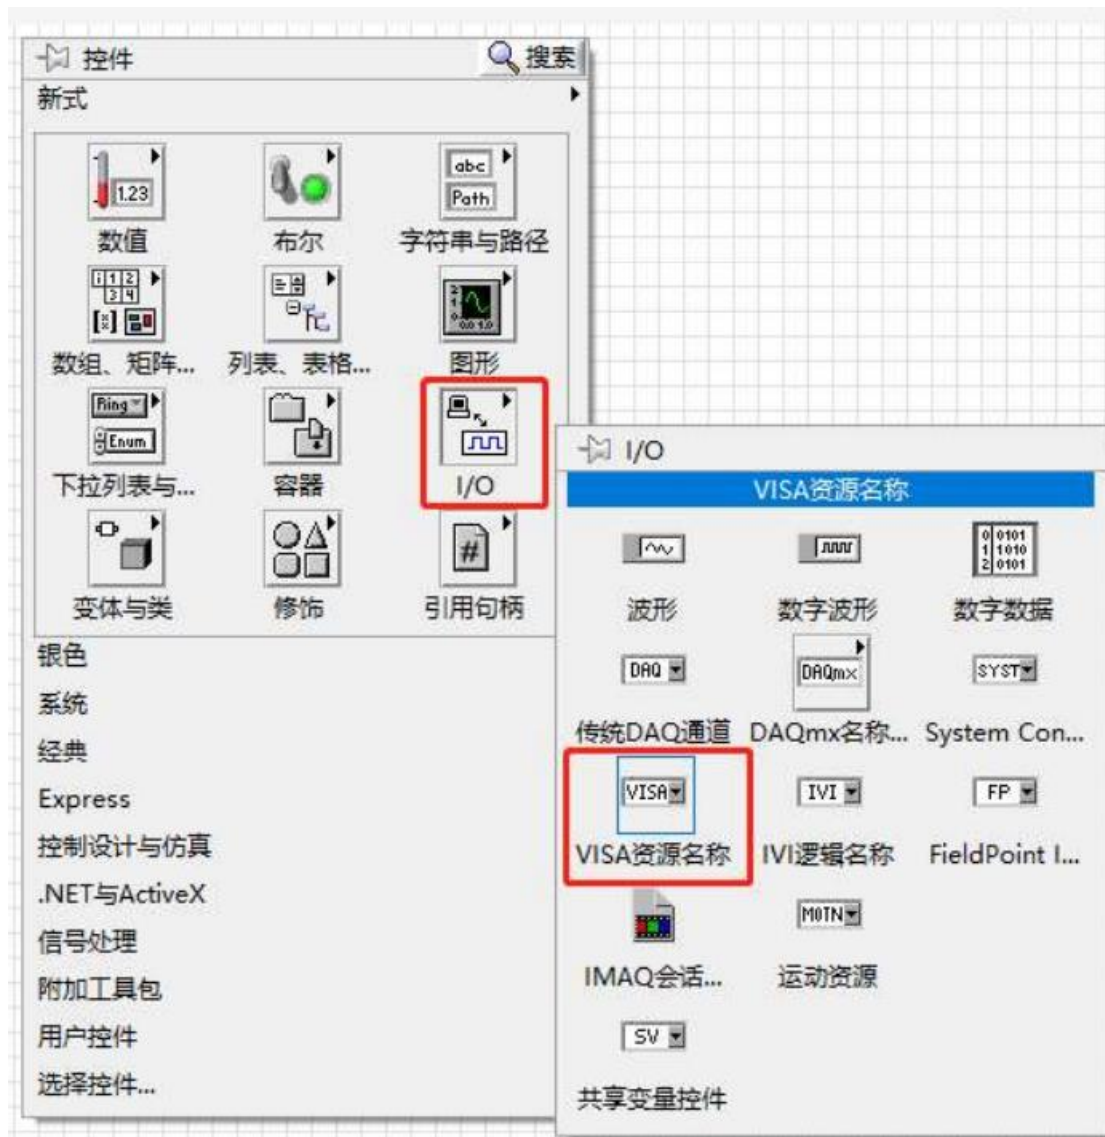 控件 搜索
新式
1.23 abc Path
数值 布尔 字符串与路径
数组、矩阵... 列表、表格... 图形
Ring Enum
下拉列表与... 容器 I/O
#
变体与类 修饰 引用句柄
银色
系统
经典
Express
控制设计与仿真
.NET与ActiveX
信号处理
附加工具包
用户控件
选择控件...
I/O
VISA资源名称
0 0101
1 1010
2 0101
波形 数字波形 数字数据
DAQ DAQmx SYST
传统DAQ通道 DAQmx名称... System Con...
VISA IVI FP
VISA资源名称 IVI逻辑名称 FieldPoint I...
MOTN
IMAQ会话... 运动资源
SV
共享变量控件